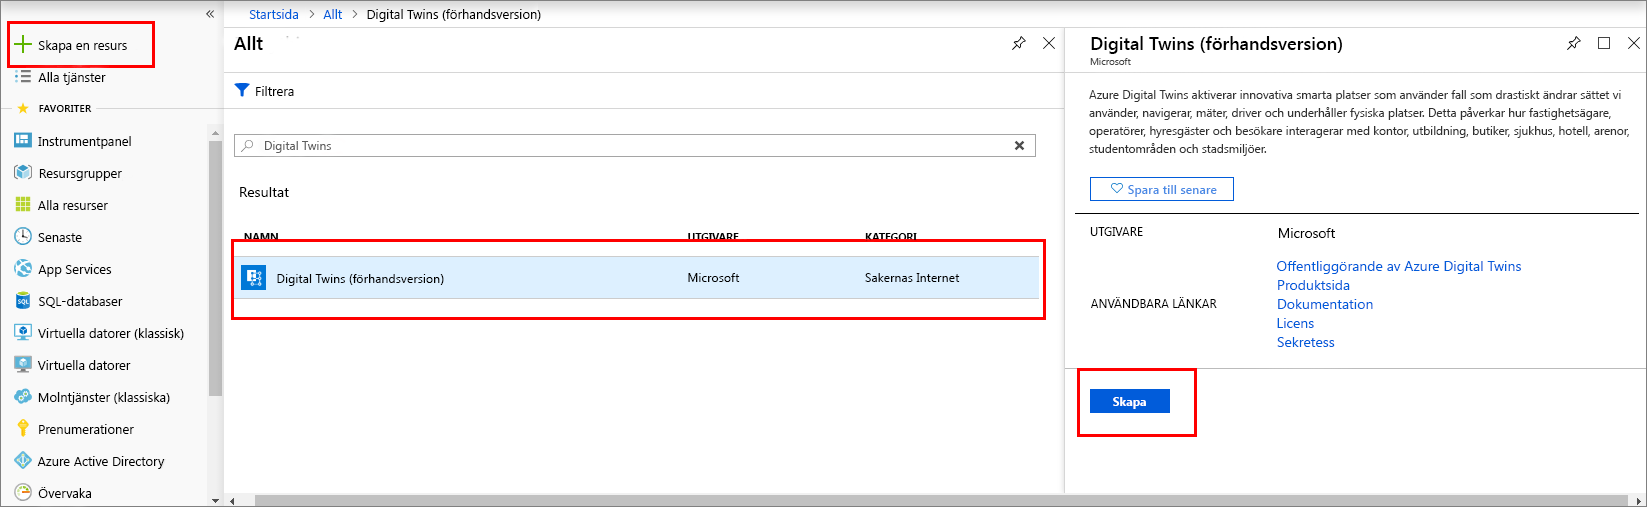 «
Skapa en resurs
Alla tjänster
FAVORITER
Instrumentpanel
Resursgrupper
Alla resurser
Senaste
App Services
SQL-databaser
Virtuella datorer (klassisk)
Virtuella datorer
Molntjänster (klassiska)
Prenumerationer
Azure Active Directory
Övervaka
Startsida > Allt > Digital Twins (förhandsversion)
Allt
Filtrera
Digital Twins
Resultat
NAMN UTGIVARE KATEGORI
Digital Twins (förhandsversion) Microsoft Sakernas Internet
Digital Twins (förhandsversion)
Microsoft
Azure Digital Twins aktiverar innovativa smarta platser som använder fall som drastiskt ändrar sättet vi
använder, navigerar, mäter, driver och underhåller fysiska platser. Detta påverkar hur fastighetsägare,
operatörer, hyresgäster och besökare interagerar med kontor, utbildning, butiker, sjukhus, hotell, arenor,
studentområden och stadsmiljöer.
Spara till senare
UTGIVARE Microsoft
Offentliggörande av Azure Digital Twins
Produktsida
ANVÄNDBARA LÄNKAR Dokumentation
Licens
Sekretess
Skapa